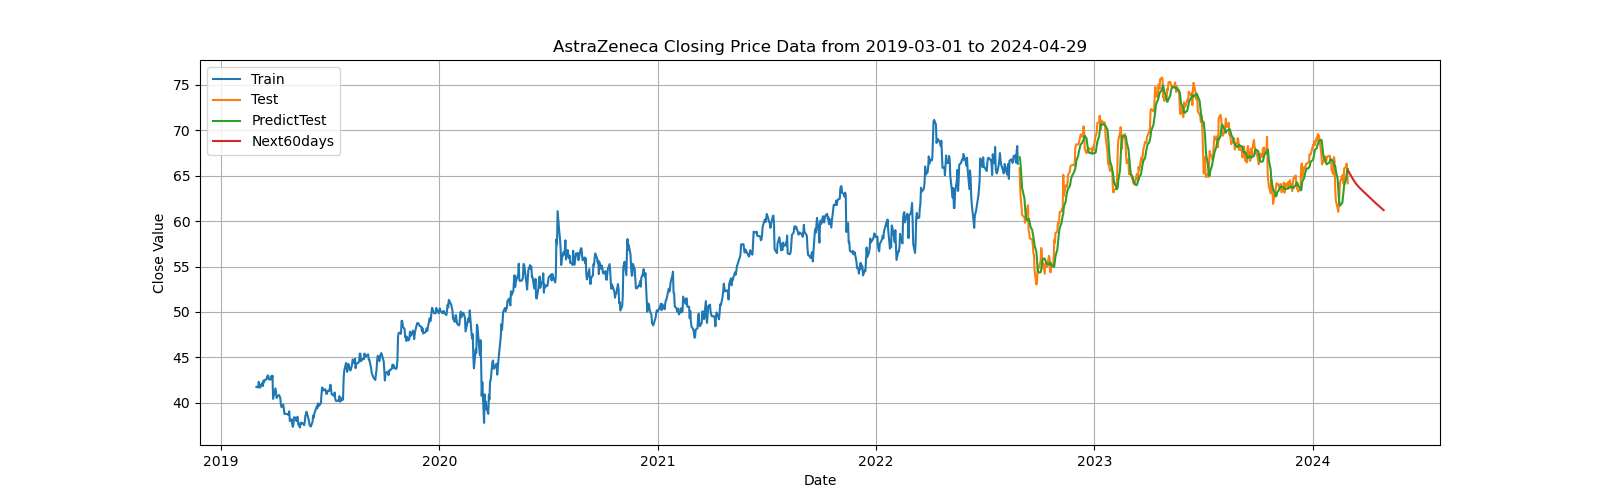 AstraZeneca Closing Price Data from 2019-03-01 to 2024-04-29
Train
Test
PredictTest
Next60days
75
70
65
60
55
50
45
40
Close Value
2019 2020 2021 2022 2023 2024
Date